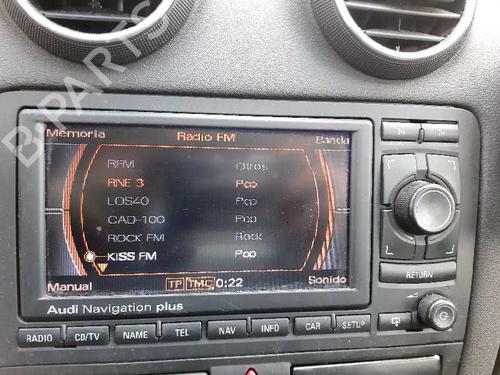 B-PARTS
Memoria Radio FM Banda
RFM Otros
RNE 3 Pop
LOS40 Pop
CAD-100 Pop
ROCK FM Rock
KISS FM Pop
Manual TP TMC 0:22 Sonido
Audi Navigation plus
RETURN
RADIO CD/TV NAME TEL NAV INFO CAR SETUP